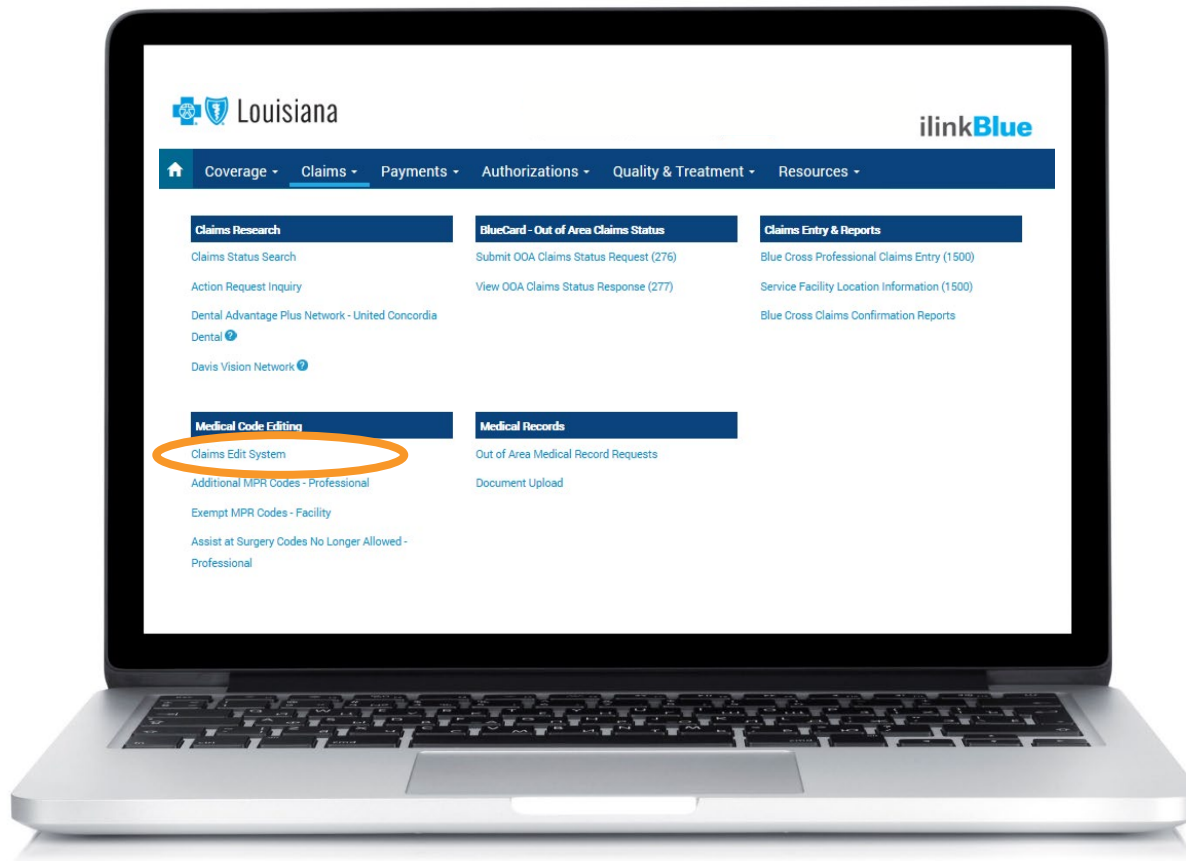 Louisiana
ilinkBlue
Coverage Claims Payments Authorizations Quality & Treatment Resources
Claims Research
Claims Status Search
Action Request Inquiry
Dental Advantage Plus Network - United Concordia
Dental ?
Davis Vision Network ?
BlueCard - Out of Area Claims Status
Submit OOA Claims Status Request (276)
View OOA Claims Status Response (277)
Claims Entry & Reports
Blue Cross Professional Claims Entry (1500)
Service Facility Location Information (1500)
Blue Cross Claims Confirmation Reports
Medical Code Editing
Claims Edit System
Additional MPR Codes - Professional
Exempt MPR Codes - Facility
Assist at Surgery Codes No Longer Allowed -
Professional
Medical Records
Out of Area Medical Record Requests
Document Upload